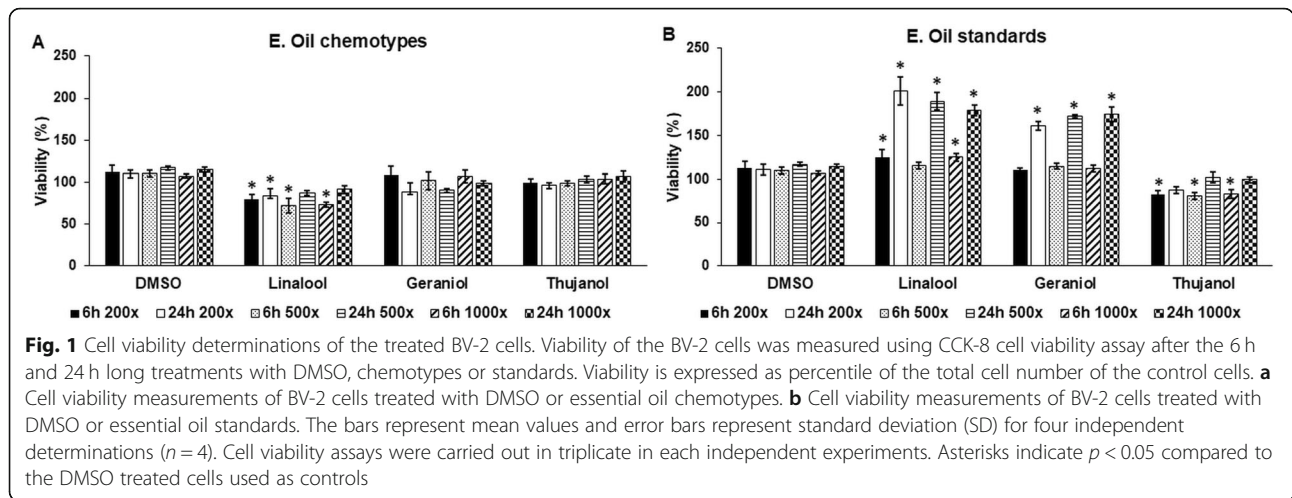 A
E. Oil chemotypes
250
200
150
100
50
0
Viability (%)
*
*
*
*
DMSO
Linalool
Geraniol
Thujanol
6h 200x
24h 200x
6h 500x
24h 500x
6h 1000x
24h 1000x
B
E. Oil standards
250
200
150
100
50
0
Viability (%)
*
*
*
*
*
*
*
*
*
*
*
DMSO
Linalool
Geraniol
Thujanol
6h 200x
24h 200x
6h 500x
24h 500x
6h 1000x
24h 1000x
Fig. 1 Cell viability determinations of the treated BV-2 cells. Viability of the BV-2 cells was measured using CCK-8 cell viability assay after the 6 h
and 24 h long treatments with DMSO, chemotypes or standards. Viability is expressed as percentile of the total cell number of the control cells. a
Cell viability measurements of BV-2 cells treated with DMSO or essential oil chemotypes. b Cell viability measurements of BV-2 cells treated with
DMSO or essential oil standards. The bars represent mean values and error bars represent standard deviation (SD) for four independent
determinations (n = 4). Cell viability assays were carried out in triplicate in each independent experiments. Asterisks indicate p < 0.05 compared to
the DMSO treated cells used as controls